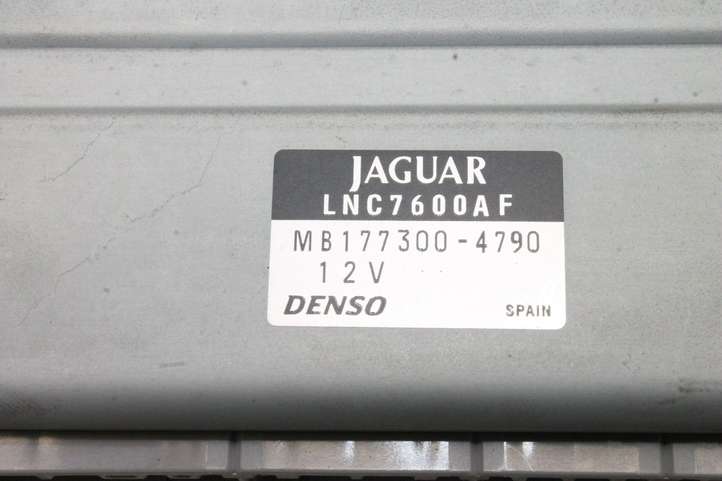 JAGUAR
LNC7600AF
MB177300-4790
12V
DENSO
SPAIN